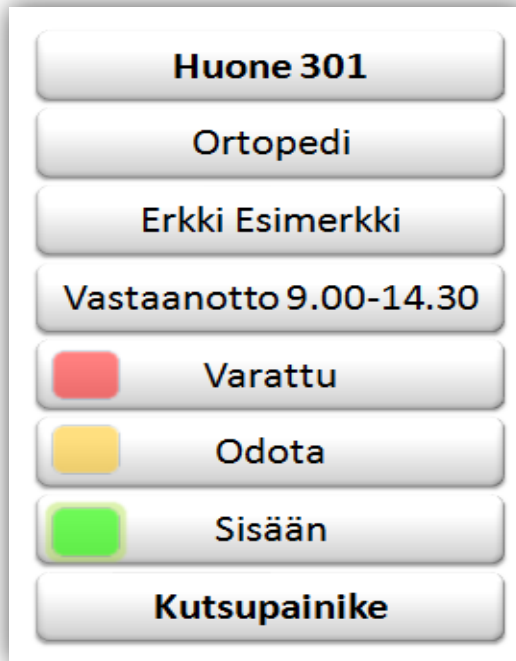 Huone 301
Ortopedi
Erkki Esimerkki
Vastaanotto 9.00-14.30
Varattu
Odota
Sisään
Kutsupainike